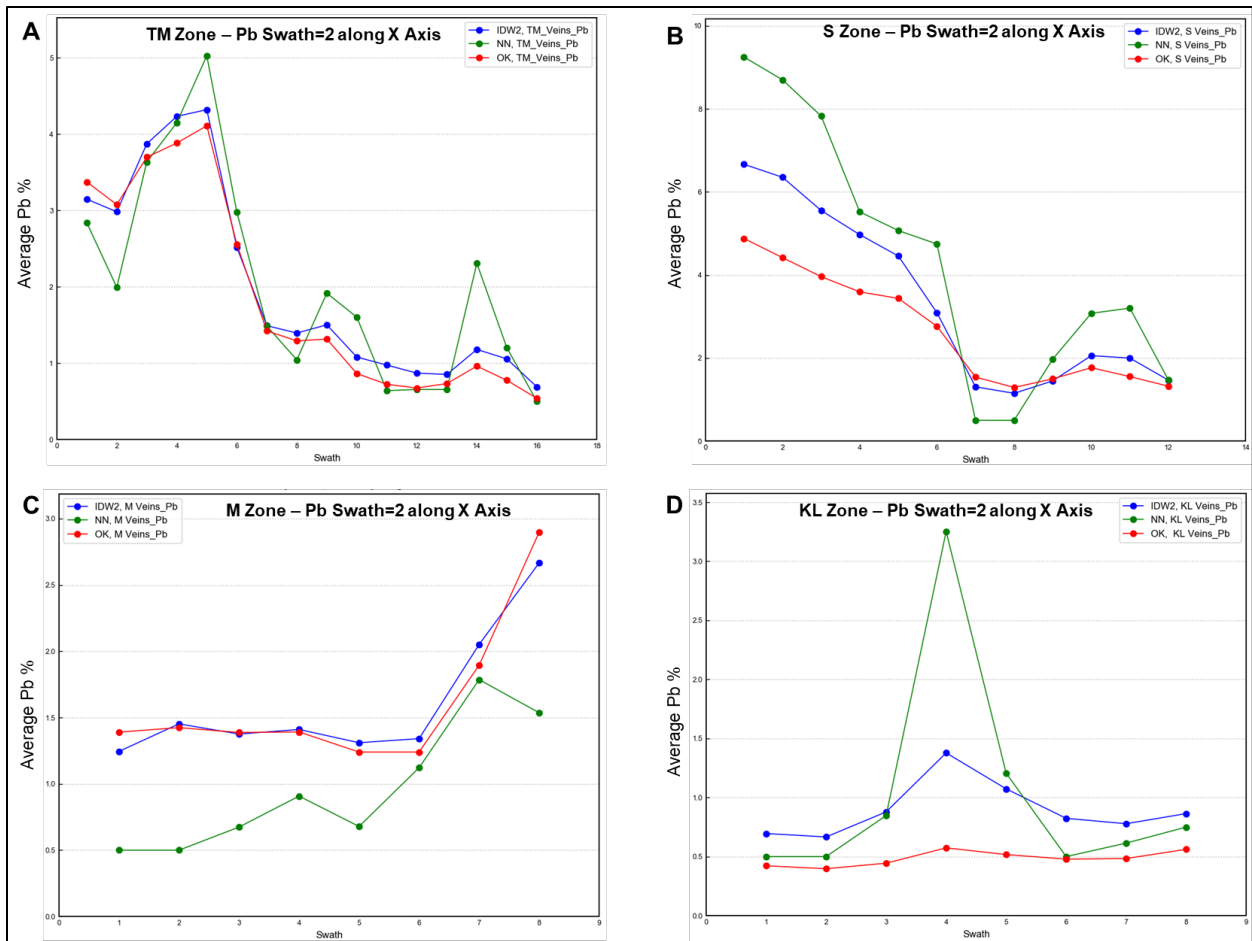 A
TM Zone – Pb Swath=2 along X Axis
IDW2, TM_Veins_Pb
NN, TM_Veins_Pb
OK, TM_Veins_Pb
Average Pb %
5
4
3
2
1
0
0 2 4 6 8 10 12 14 16 18
Swath
B
S Zone – Pb Swath=2 along X Axis
IDW2, S Veins_Pb
NN, S Veins_Pb
OK, S Veins_Pb
Average Pb %
10
8
6
4
2
0
0 2 4 6 8 10 12 14
Swath
C
M Zone – Pb Swath=2 along X Axis
IDW2, M Veins_Pb
NN, M Veins_Pb
OK, M Veins_Pb
Average Pb %
3.0
2.5
2.0
1.5
1.0
0.5
0.0
0 1 2 3 4 5 6 7 8 9
Swath
D
KL Zone – Pb Swath=2 along X Axis
IDW2, KL Veins_Pb
NN, KL Veins_Pb
OK, KL Veins_Pb
Average Pb %
3.5
3.0
2.5
2.0
1.5
1.0
0.5
0.0
0 1 2 3 4 5 6 7 8 9
Swath